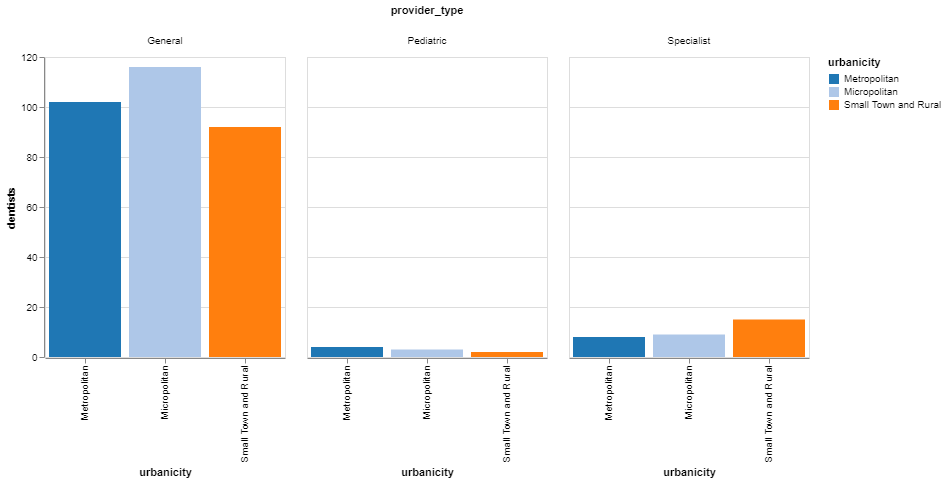 provider_type
General
Pediatric
Specialist
dentists
120
100
80
60
40
20
0
Metropolitan
Micropolitan
Small Town and Rural
Metropolitan
Micropolitan
Small Town and Rural
Metropolitan
Micropolitan
Small Town and Rural
urbanicity
urbanicity
urbanicity
urbanicity
Metropolitan
Micropolitan
Small Town and Rural